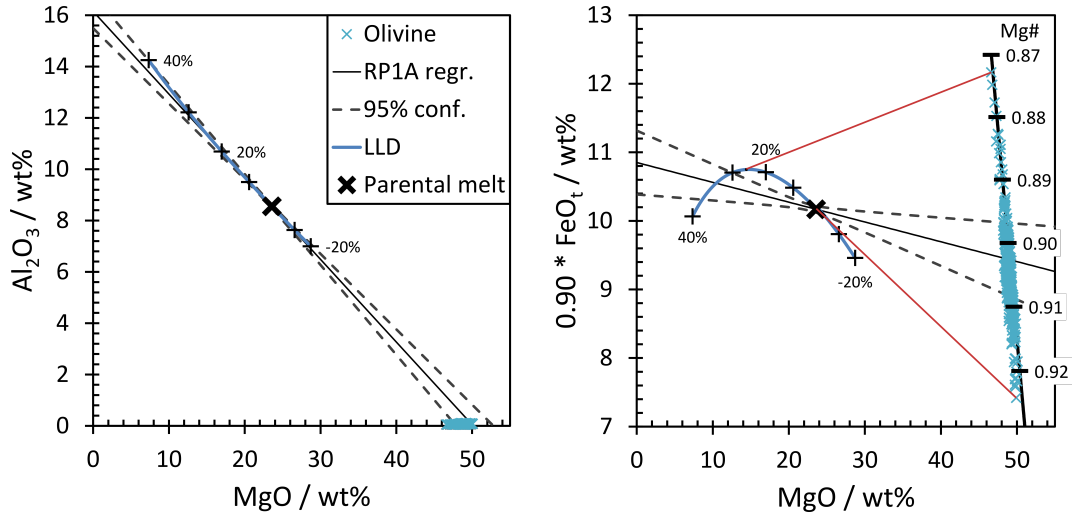 16
14
12
10
8
6
4
2
0
0 10 20 30 40 50
Al2O3 / wt%
MgO / wt%
40%
20%
-20%
Olivine
RP1A regr.
95% conf.
LLD
Parental melt
13
12
11
10
9
8
7
0 10 20 30 40 50
0.90 * FeOt / wt%
MgO / wt%
40%
20%
-20%
Mg#
0.87
0.88
0.89
0.90
0.91
0.92